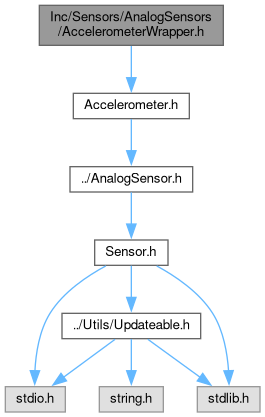 Inc/Sensors/AnalogSensors
/AccelerometerWrapper.h
Accelerometer.h
../AnalogSensor.h
Sensor.h
../Utils/Updateable.h
stdio.h
string.h
stdlib.h